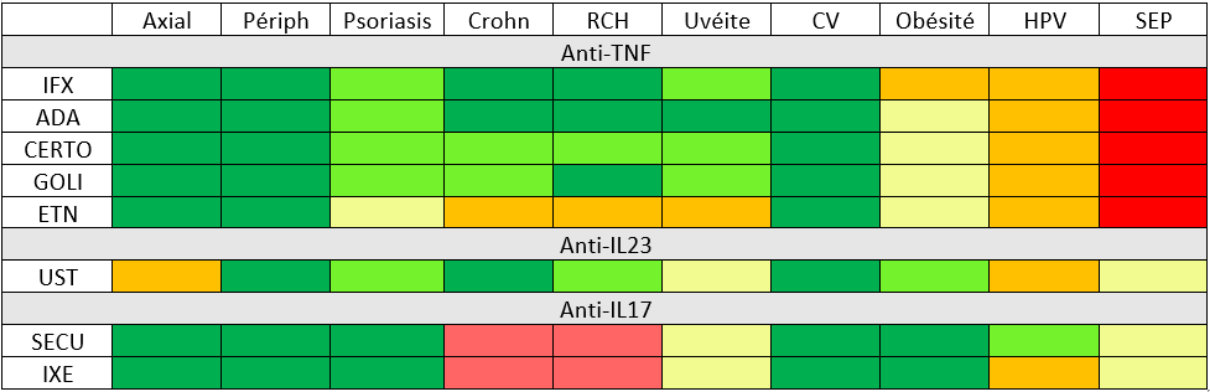 Axial Périph Psoriasis Crohn RCH Uvéite CV Obésité HPV SEP
Anti-TNF
IFX
ADA
CERTO
GOLI
ETN
Anti-IL23
UST
Anti-IL17
SECU
IXE